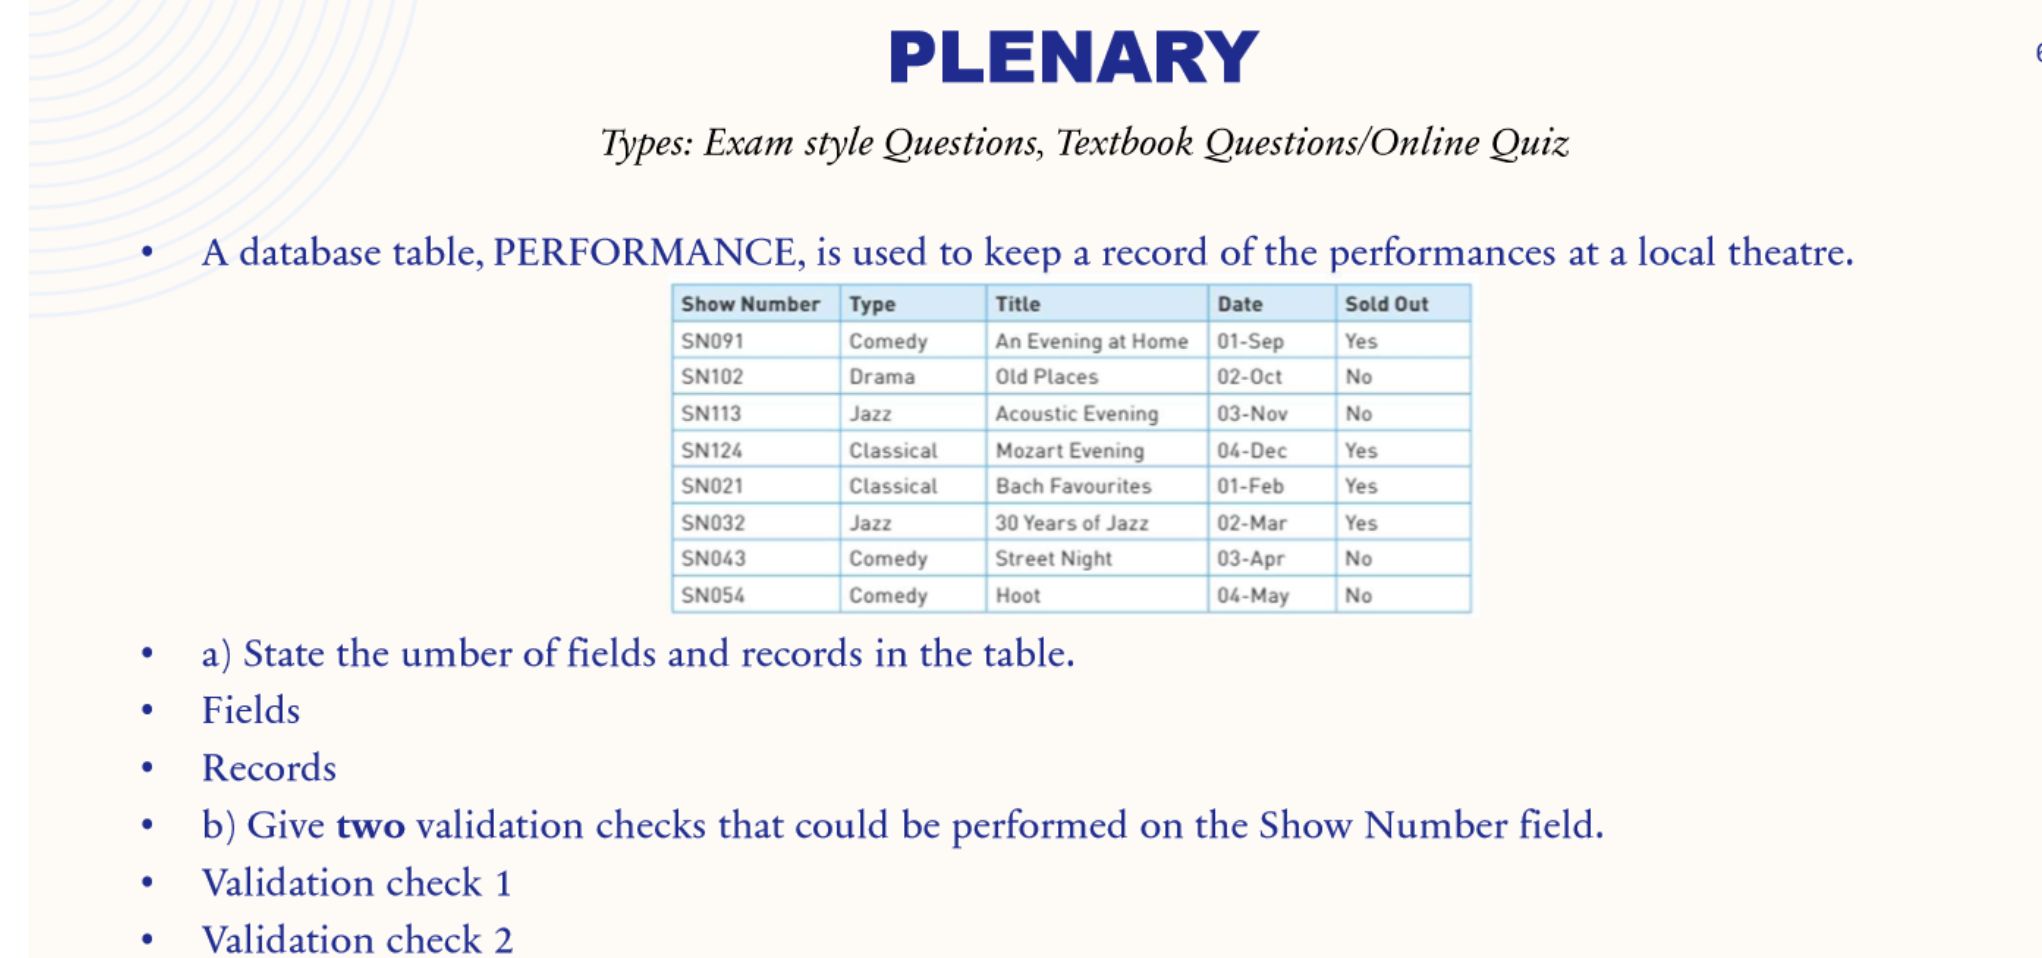 PLENARY
6
Types: Exam style Questions, Textbook Questions/Online Quiz
• A database table, PERFORMANCE, is used to keep a record of the performances at a local theatre.
Show Number Type Title Date Sold Out
SN091 Comedy An Evening at Home 01-Sep Yes
SN102 Drama Old Places 02-Oct No
SN113 Jazz Acoustic Evening 03-Nov No
SN124 Classical Mozart Evening 04-Dec Yes
SN021 Classical Bach Favourites 01-Feb Yes
SN032 Jazz 30 Years of Jazz 02-Mar Yes
SN043 Comedy Street Night 03-Apr No
SN054 Comedy Hoot 04-May No
• a) State the umber of fields and records in the table.
• Fields
• Records
• b) Give two validation checks that could be performed on the Show Number field.
• Validation check 1
• Validation check 2